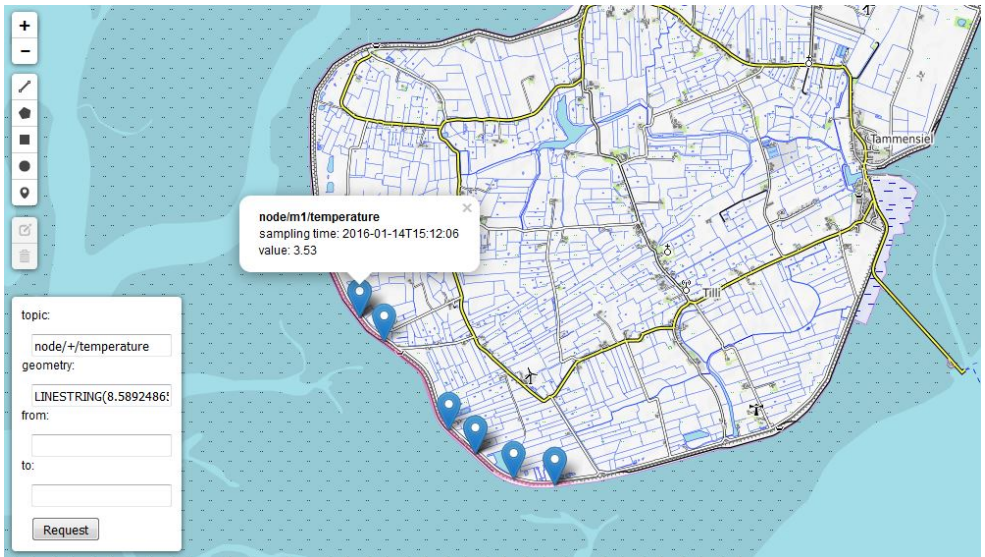 +
−
Tammensiel
node/m1/temperature
×
sampling time: 2016-01-14T15:12:06
value: 3.53
Tilli
topic:
node/+/temperature
geometry:
LINESTRING(8.5892486
from:
to:
Request